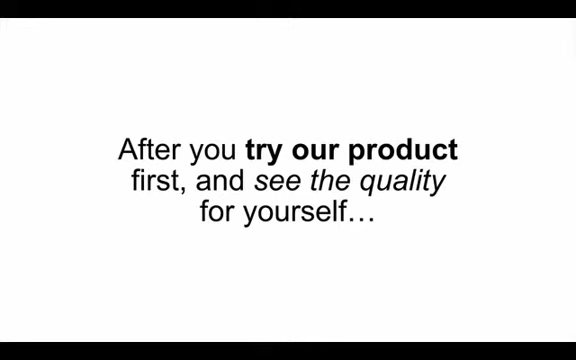 After you try our product
first, and see the quality
for yourself…